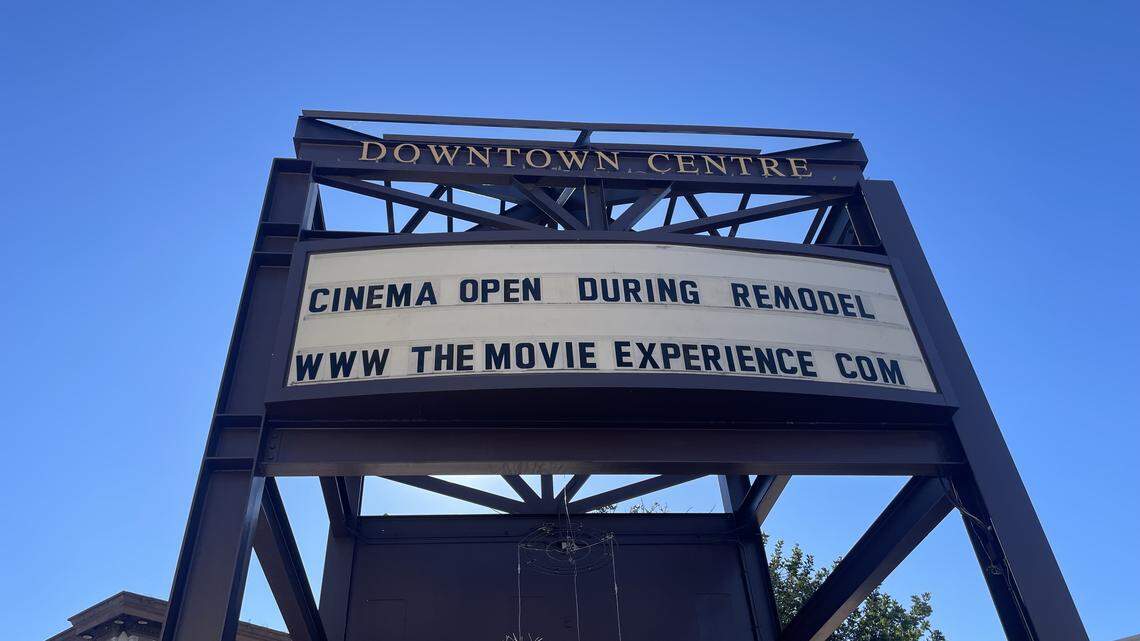 DOWNTOWN CENTRE
CINEMA OPEN DURING REMODEL
WWW THE MOVIE EXPERIENCE COM